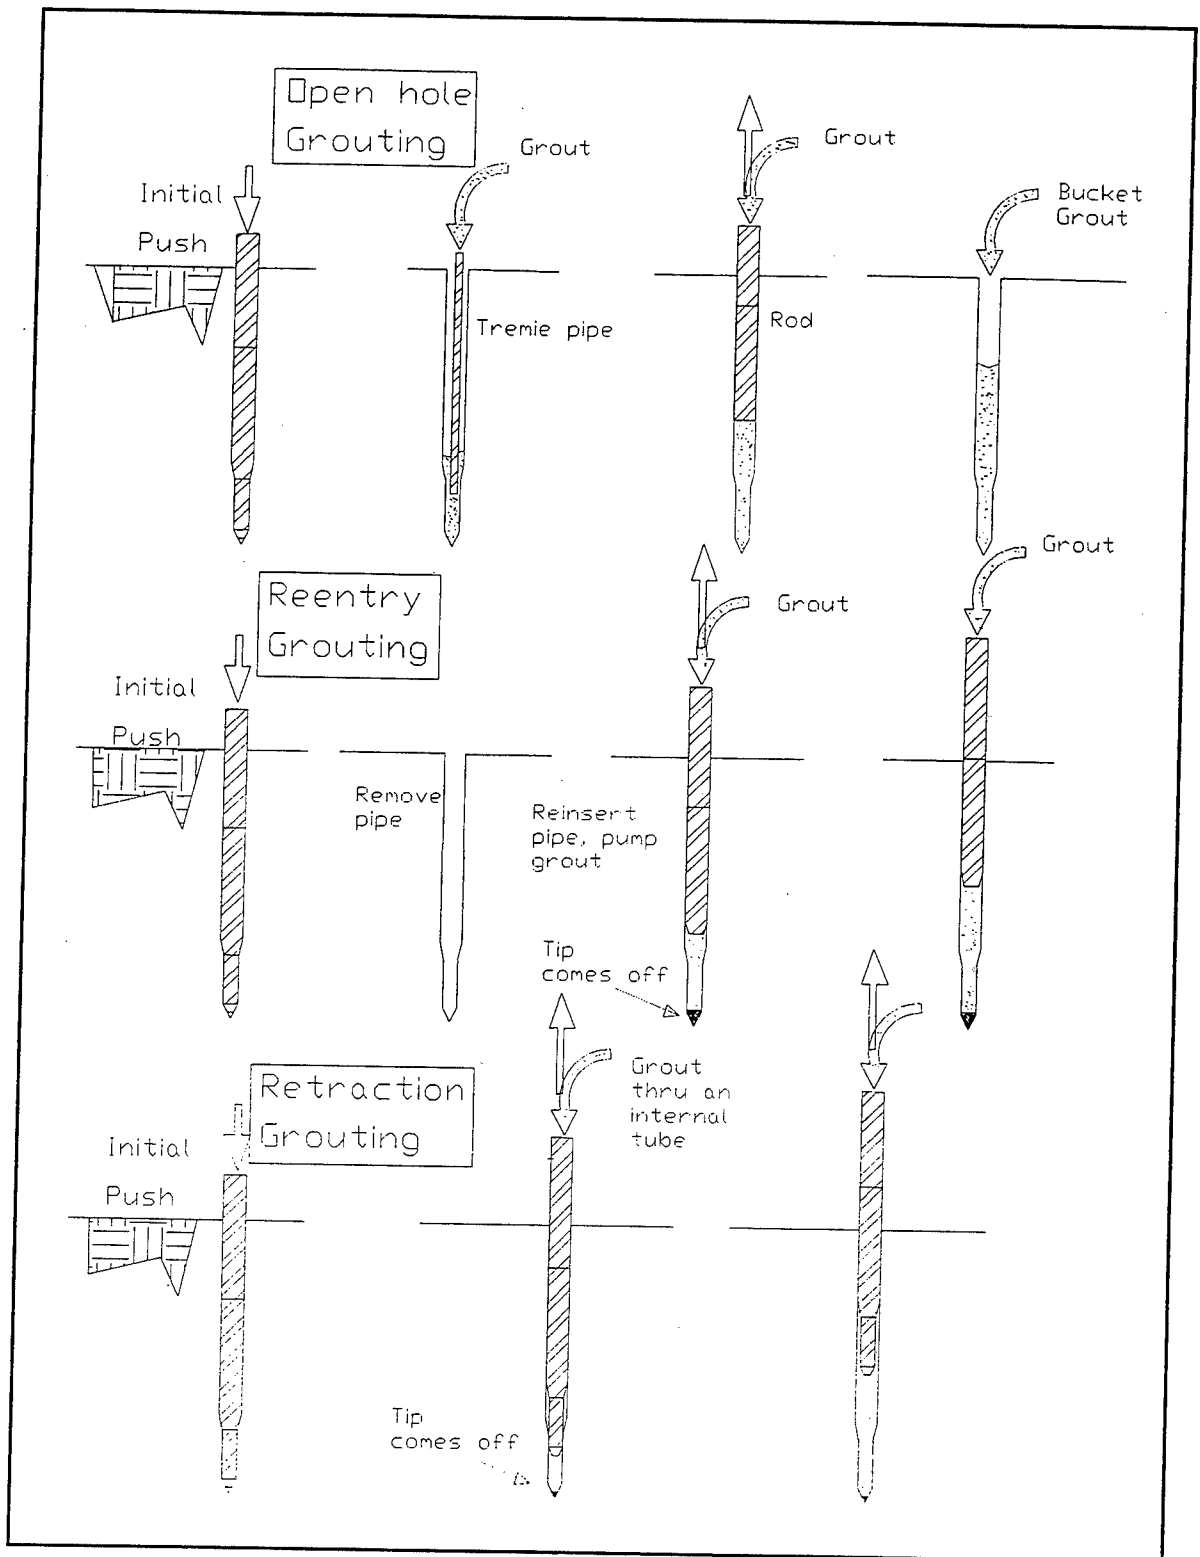 Open hole
Grouting
Initial
Push
Grout
Tremie pipe
Grout
Rod
Bucket
Grout
Reentry
Grouting
Initial
Push
Remove
pipe
Reinsert
pipe, pump
grout
Grout
Tip
comes off
Grout
Retraction
Grouting
Initial
Push
Grout
thru an
internal
tube
Tip
comes off